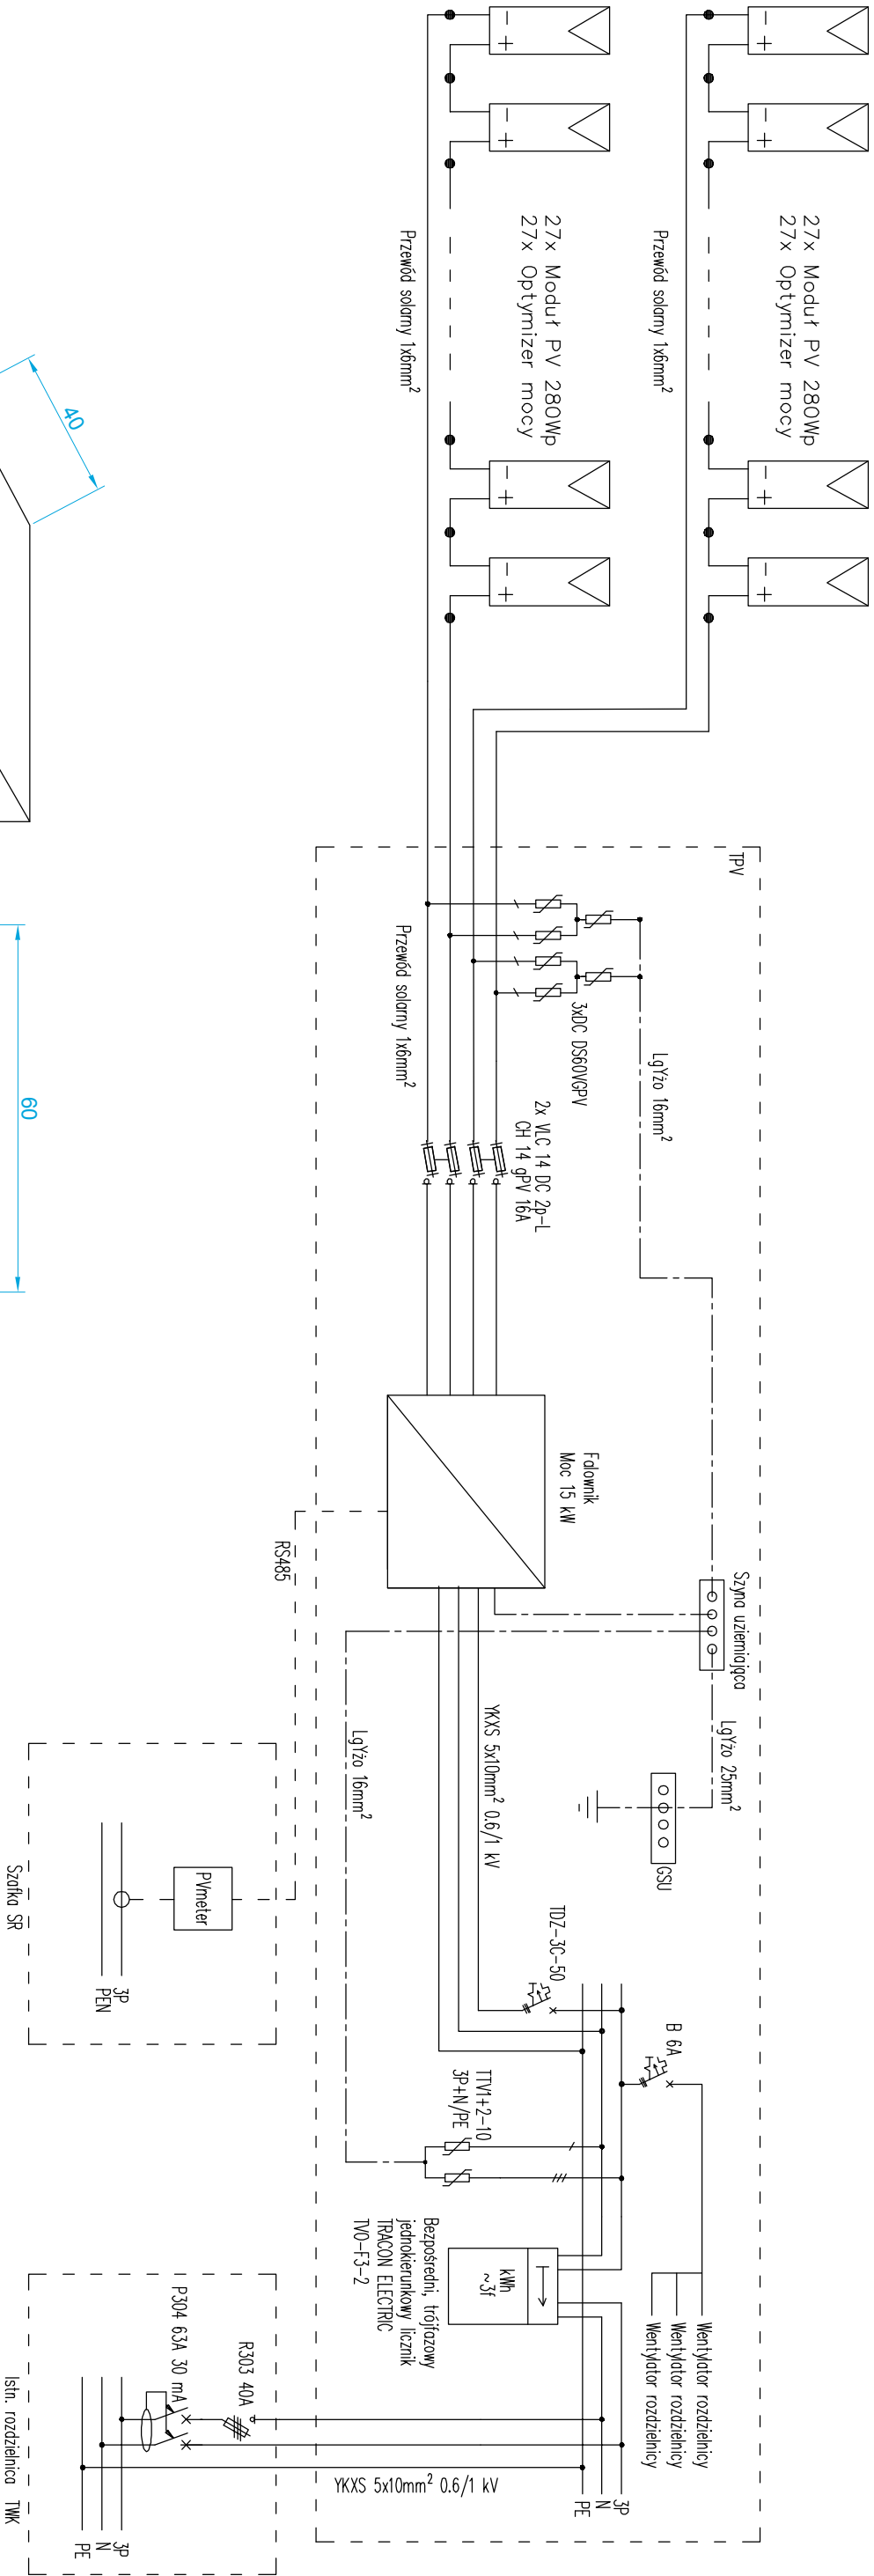 27x Moduł PV 280Wp
27x Optymizer mocy
Przewód solarny 1x6mm²
27x Moduł PV 280Wp
27x Optymizer mocy
Przewód solarny 1x6mm²
- +
- +
- +
- +
- +
- +
- +
- +
40
60
TPV
3xDC DS60VGPV
LgYżo 16mm²
Przewód solarny 1x6mm²
2x VLC 14 DC 2p-L
CH 14 gPV 16A
Falownik
Moc 15 kW
RS485
Szyna uziemiająca
LgYżo 25mm²
GSU
YKXS 5x10mm² 0.6/1 kV
LgYżo 16mm²
PVmeter
3P
PEN
Szafka SR
TDZ-3C-50
B 6A
TTV1+2-10
3P+N/PE
Wentylator rozdzielnicy
Wentylator rozdzielnicy
Wentylator rozdzielnicy
kWh
~3f
Bezpośredni, trójfazowy
jednokierunkowy licznik
TRACON ELECTRIC
TVO-F3-2
3P
N
PE
YKXS 5x10mm² 0.6/1 kV
R303 40A
P304 63A 30 mA
3P
N
PE
Istn. rozdzielnica TWK